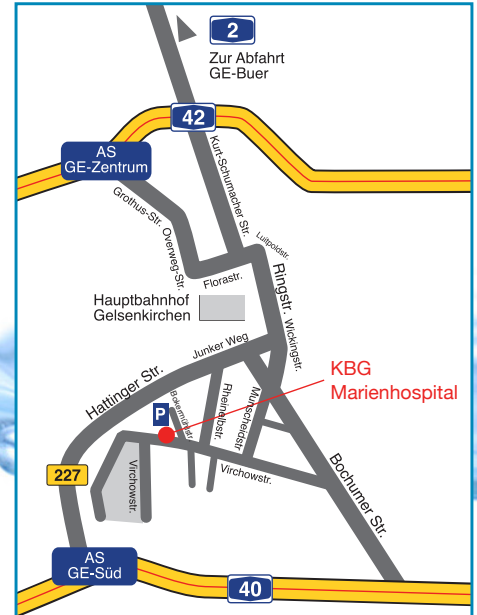 2
Zur Abfahrt
GE-Buer
42
AS
GE-Zentrum
Kurt-Schumacher Str.
Grothus-Str.
Overweg-Str.
Luitpoldstr.
Florastr.
Ringstr.
Hauptbahnhof
Gelsenkirchen
Wickingstr.
Junker Weg
KBG
Marienhospital
Hattinger Str.
P
Bokermühlstr.
Rheinelbstr.
Munscheidstr
Virchowstr.
Virchowstr.
Bochumer Str.
227
AS
GE-Süd
40